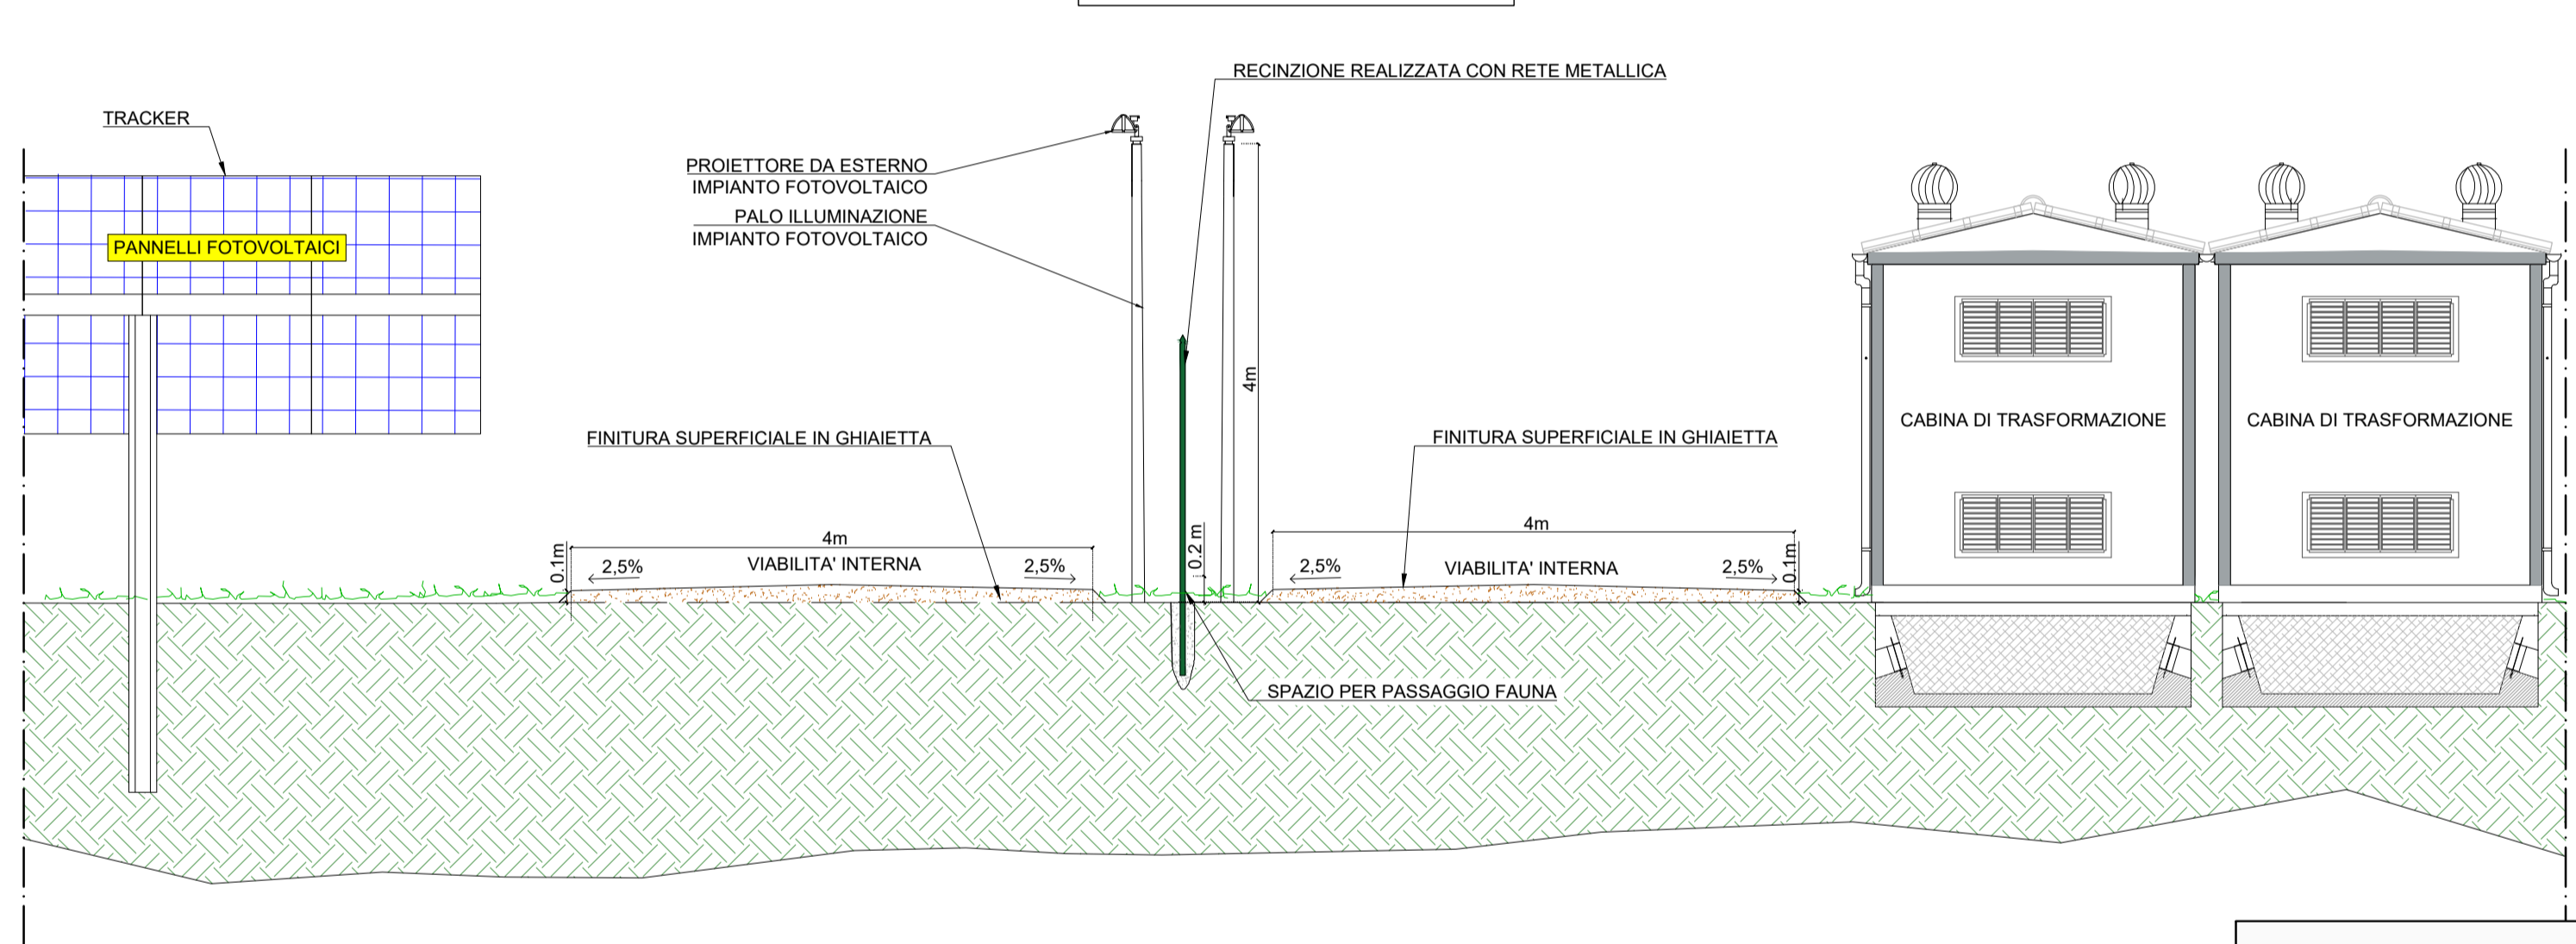 RECINZIONE REALIZZATA CON RETE METALLICA
TRACKER
PROIETTORE DA ESTERNO
IMPIANTO FOTOVOLTAICO
PALO ILLUMINAZIONE
IMPIANTO FOTOVOLTAICO
PANNELLI FOTOVOLTAICI
4m
CABINA DI TRASFORMAZIONE
CABINA DI TRASFORMAZIONE
FINITURA SUPERFICIALE IN GHIAIETTA
FINITURA SUPERFICIALE IN GHIAIETTA
4m
4m
0.1m
2,5%
VIABILITA' INTERNA
2,5%
0.2 m
2,5%
VIABILITA' INTERNA
2,5%
0.1m
SPAZIO PER PASSAGGIO FAUNA